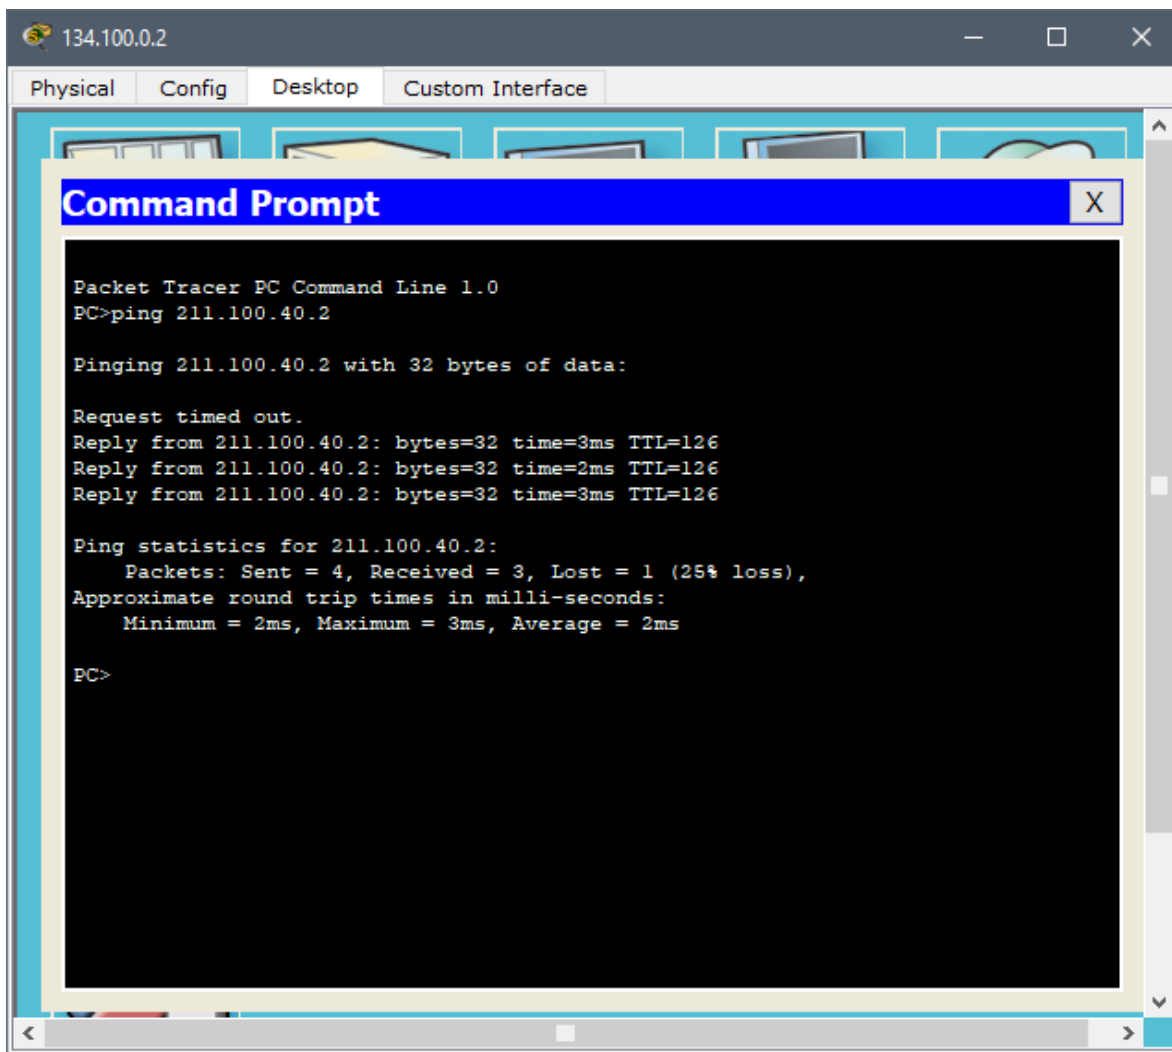 134.100.0.2
Physical Config Desktop Custom Interface
Command Prompt X
Packet Tracer PC Command Line 1.0
PC>ping 211.100.40.2
Pinging 211.100.40.2 with 32 bytes of data:
Request timed out.
Reply from 211.100.40.2: bytes=32 time=3ms TTL=126
Reply from 211.100.40.2: bytes=32 time=2ms TTL=126
Reply from 211.100.40.2: bytes=32 time=3ms TTL=126
Ping statistics for 211.100.40.2:
Packets: Sent = 4, Received = 3, Lost = 1 (25% loss),
Approximate round trip times in milli-seconds:
Minimum = 2ms, Maximum = 3ms, Average = 2ms
PC>